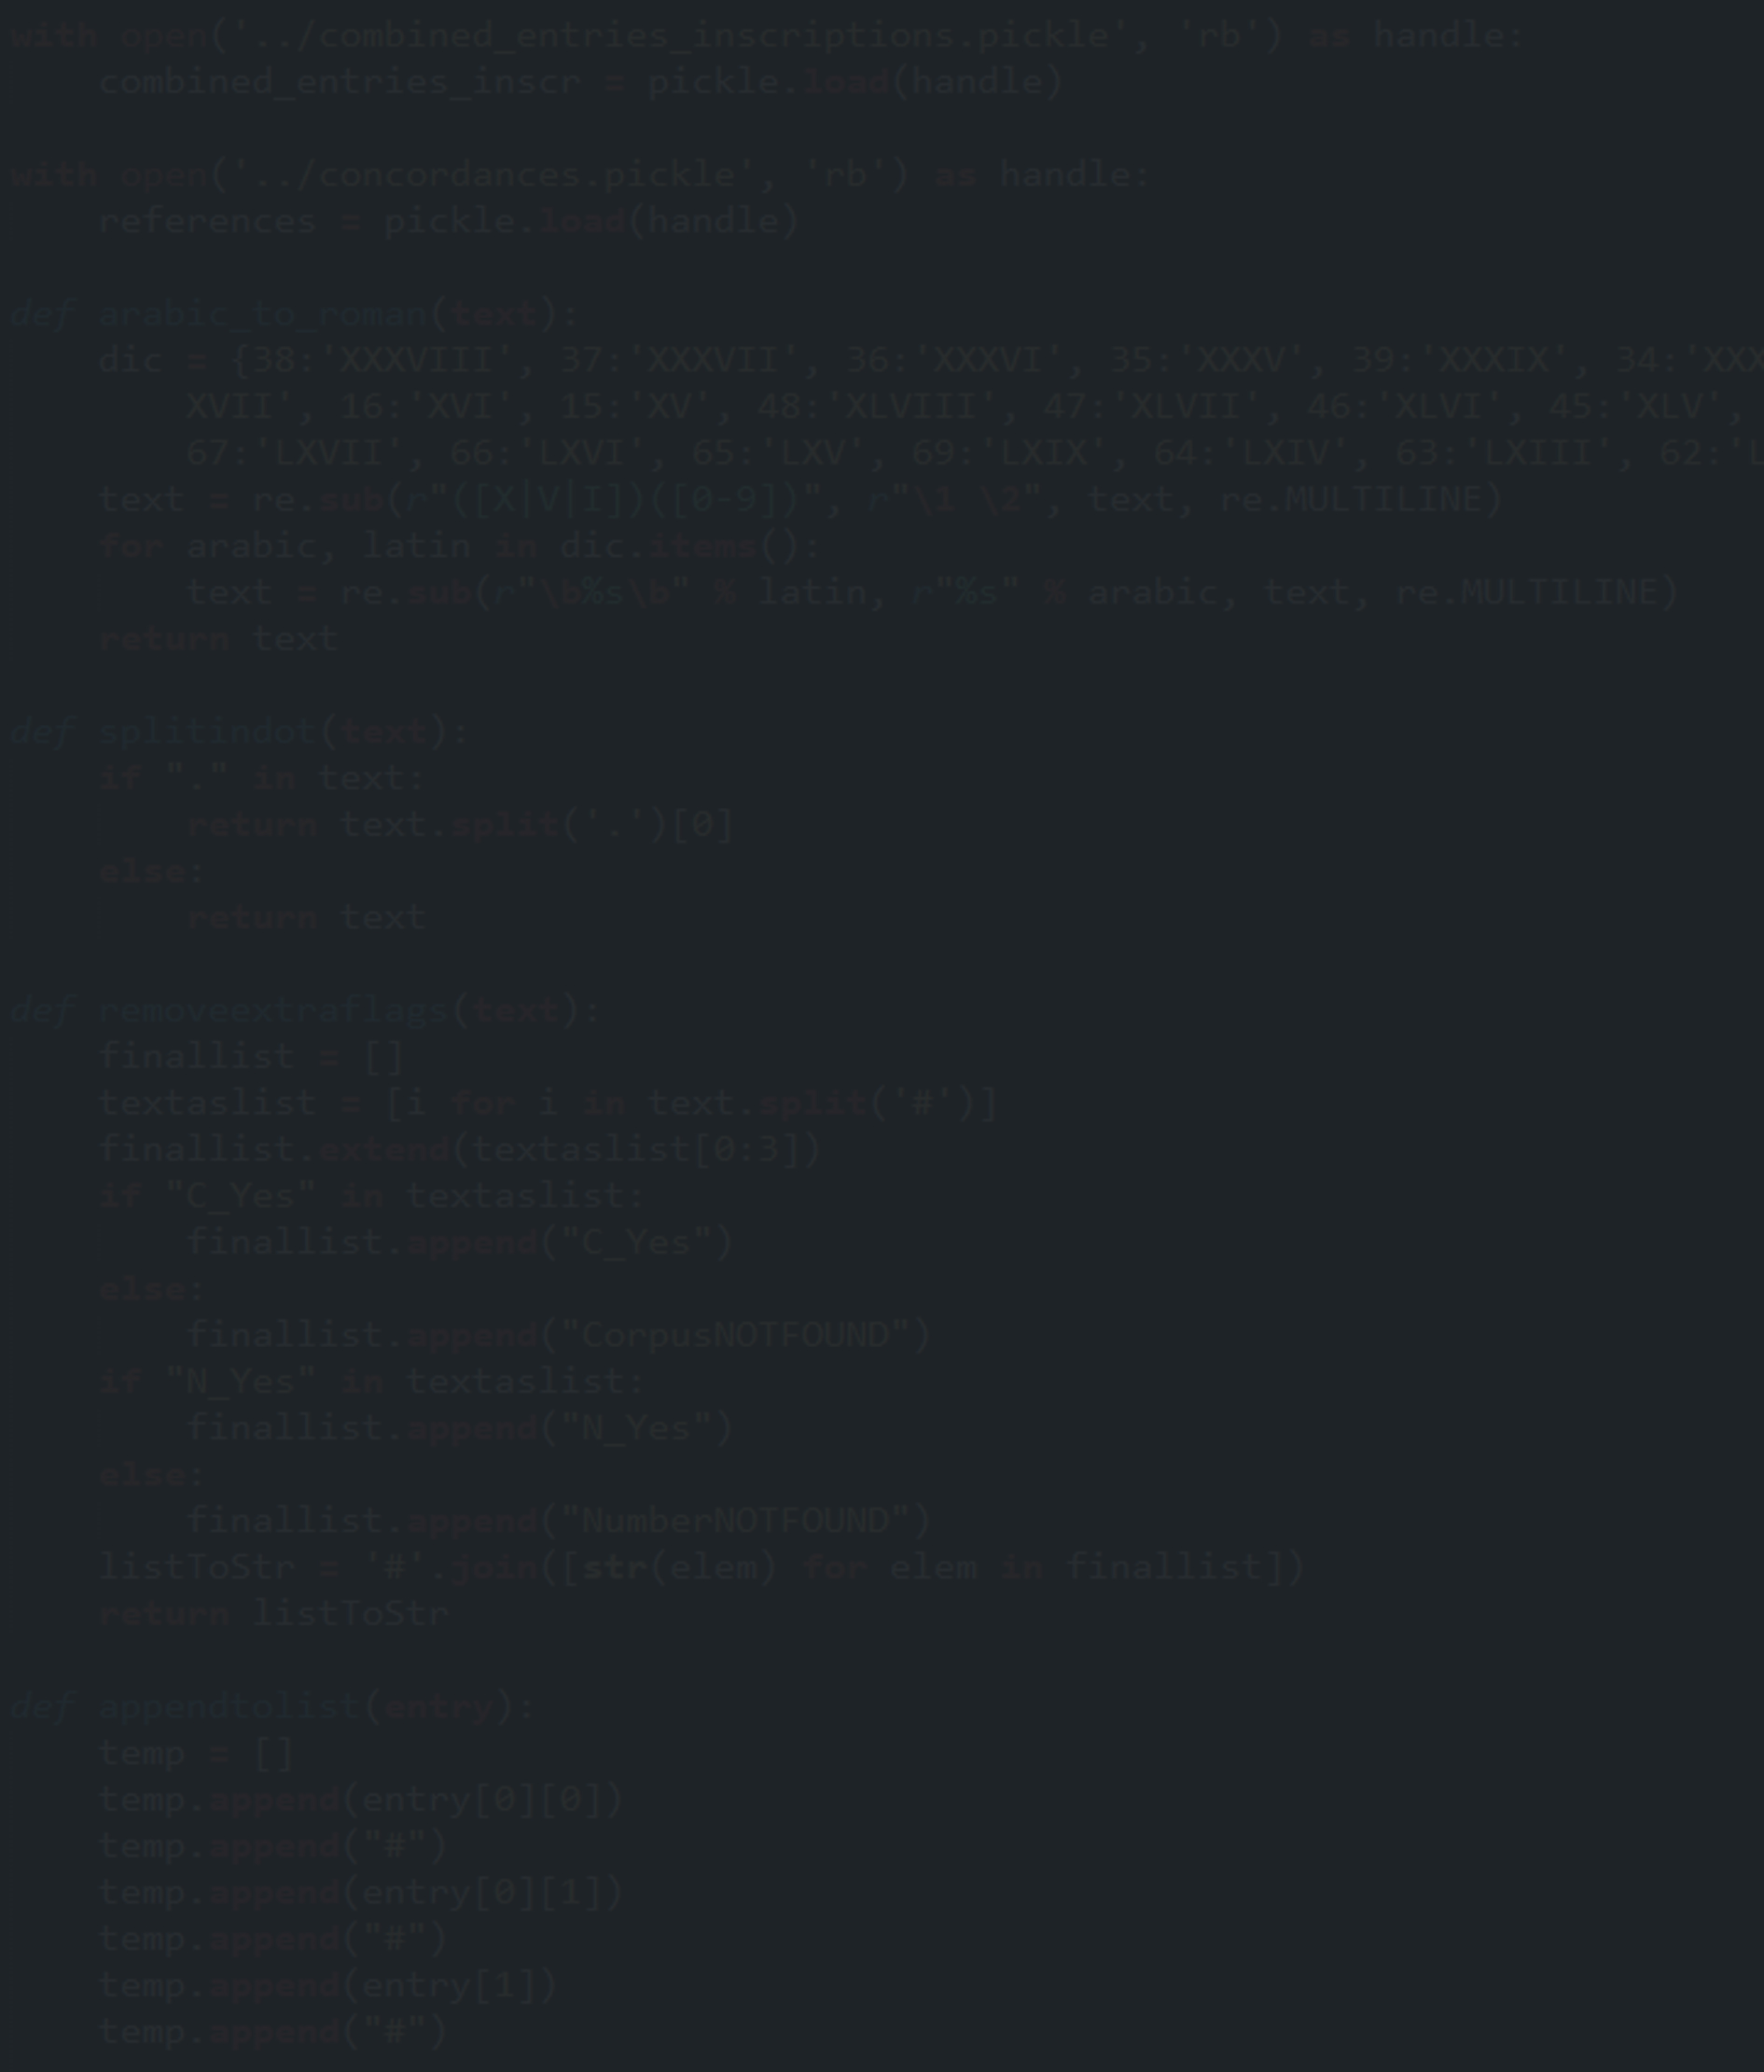 with open('../combined_entries_inscriptions.pickle', 'rb') as handle:
    combined_entries_inscr = pickle.load(handle)

with open('../concordances.pickle', 'rb') as handle:
    references = pickle.load(handle)

def arabic_to_roman(text):
    dic = {38:'XXXVIII', 37:'XXXVII', 36:'XXXVI', 35:'XXXV', 39:'XXXIX', 34:'XXX
        XVII', 16:'XVI', 15:'XV', 48:'XLVIII', 47:'XLVII', 46:'XLVI', 45:'XLV',
        67:'LXVII', 66:'LXVI', 65:'LXV', 69:'LXIX', 64:'LXIV', 63:'LXIII', 62:'L
    text = re.sub(r"([X|V|I])([0-9])", r"\1 \2", text, re.MULTILINE)
    for arabic, latin in dic.items():
        text = re.sub(r"\b%s\b" % latin, r"%s" % arabic, text, re.MULTILINE)
    return text

def splitindot(text):
    if "." in text:
        return text.split('.')[0]
    else:
        return text

def removeextraflags(text):
    finallist = []
    textaslist = [i for i in text.split('#')]
    finallist.extend(textaslist[0:3])
    if "C_Yes" in textaslist:
        finallist.append("C_Yes")
    else:
        finallist.append("CorpusNOTFOUND")
    if "N_Yes" in textaslist:
        finallist.append("N_Yes")
    else:
        finallist.append("NumberNOTFOUND")
    listToStr = '#'.join([str(elem) for elem in finallist])
    return listToStr

def appendtolist(entry):
    temp = []
    temp.append(entry[0][0])
    temp.append("#")
    temp.append(entry[0][1])
    temp.append("#")
    temp.append(entry[1])
    temp.append("#")